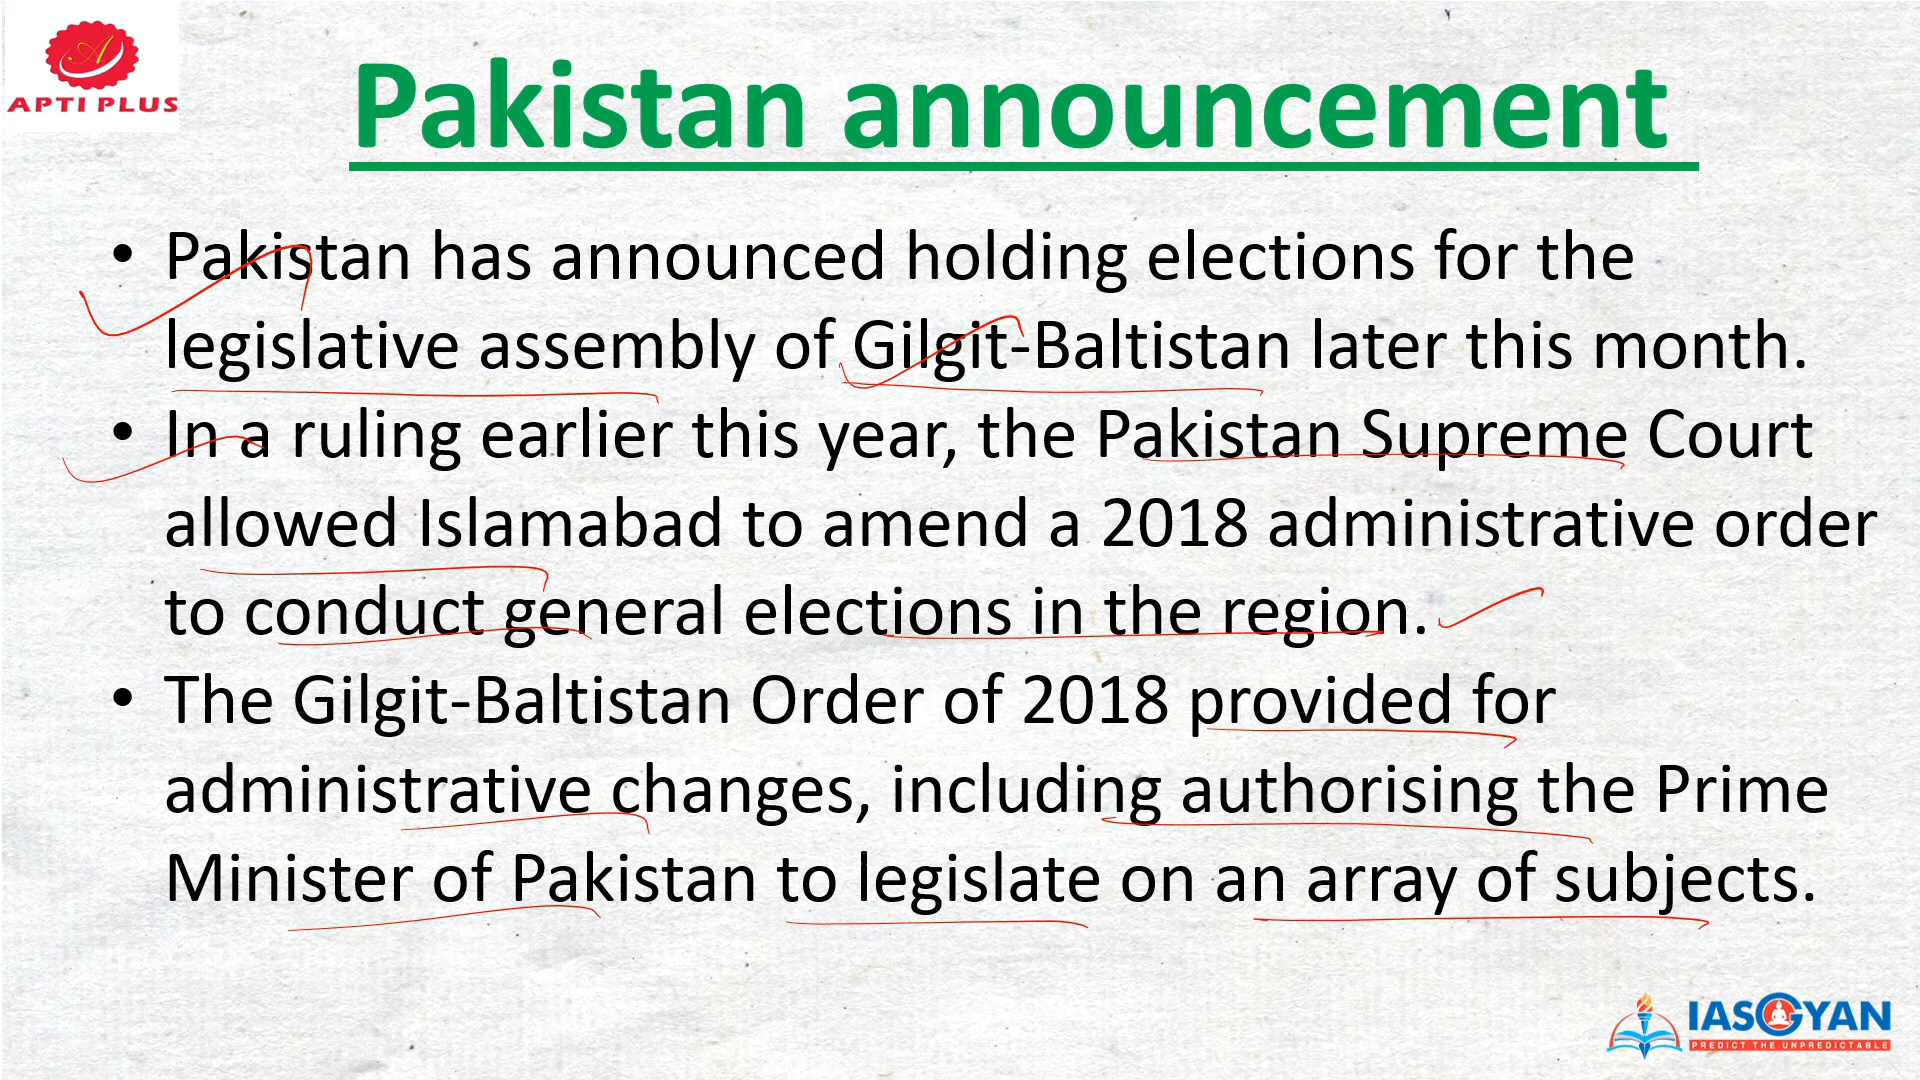 APTI PLUS
Pakistan announcement
• Pakistan has announced holding elections for the
legislative assembly of Gilgit-Baltistan later this month.
• In a ruling earlier this year, the Pakistan Supreme Court
allowed Islamabad to amend a 2018 administrative order
to conduct general elections in the region.
• The Gilgit-Baltistan Order of 2018 provided for
administrative changes, including authorising the Prime
Minister of Pakistan to legislate on an array of subjects.
IASGYAN
PREDICT THE UNPREDICTABLE